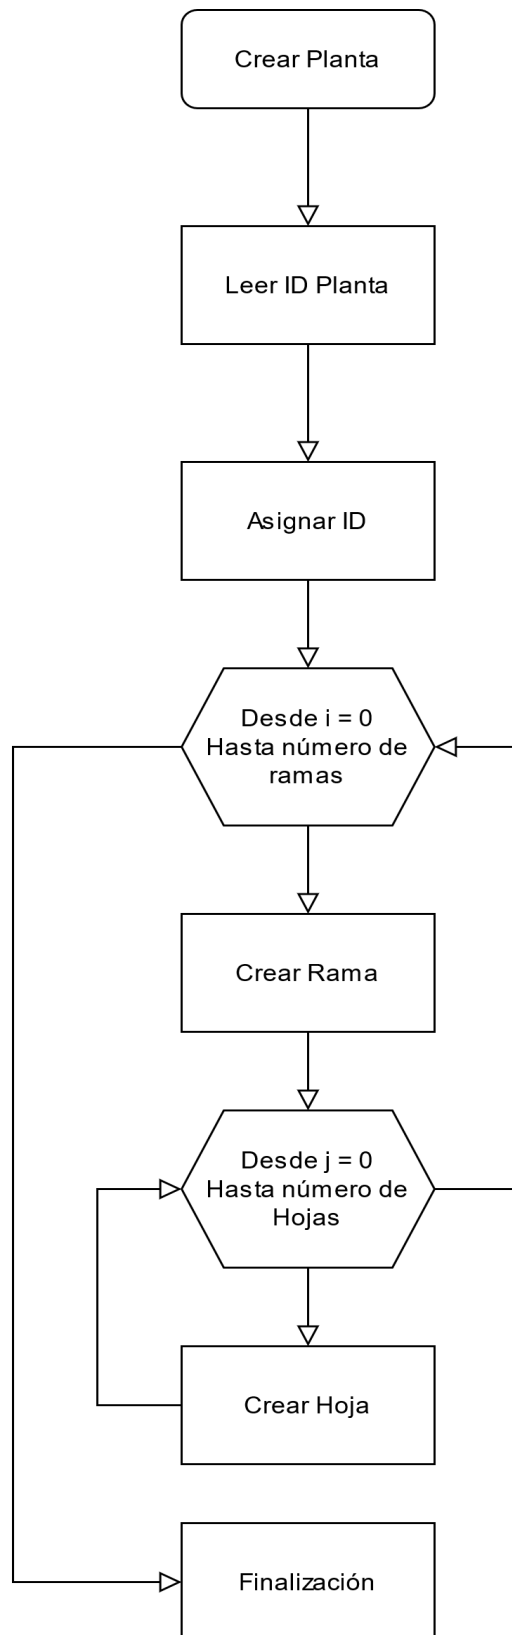 Crear Planta
Leer ID Planta
Asignar ID
Desde i = 0
Hasta número de
ramas
Crear Rama
Desde j = 0
Hasta número de
Hojas
Crear Hoja
Finalización